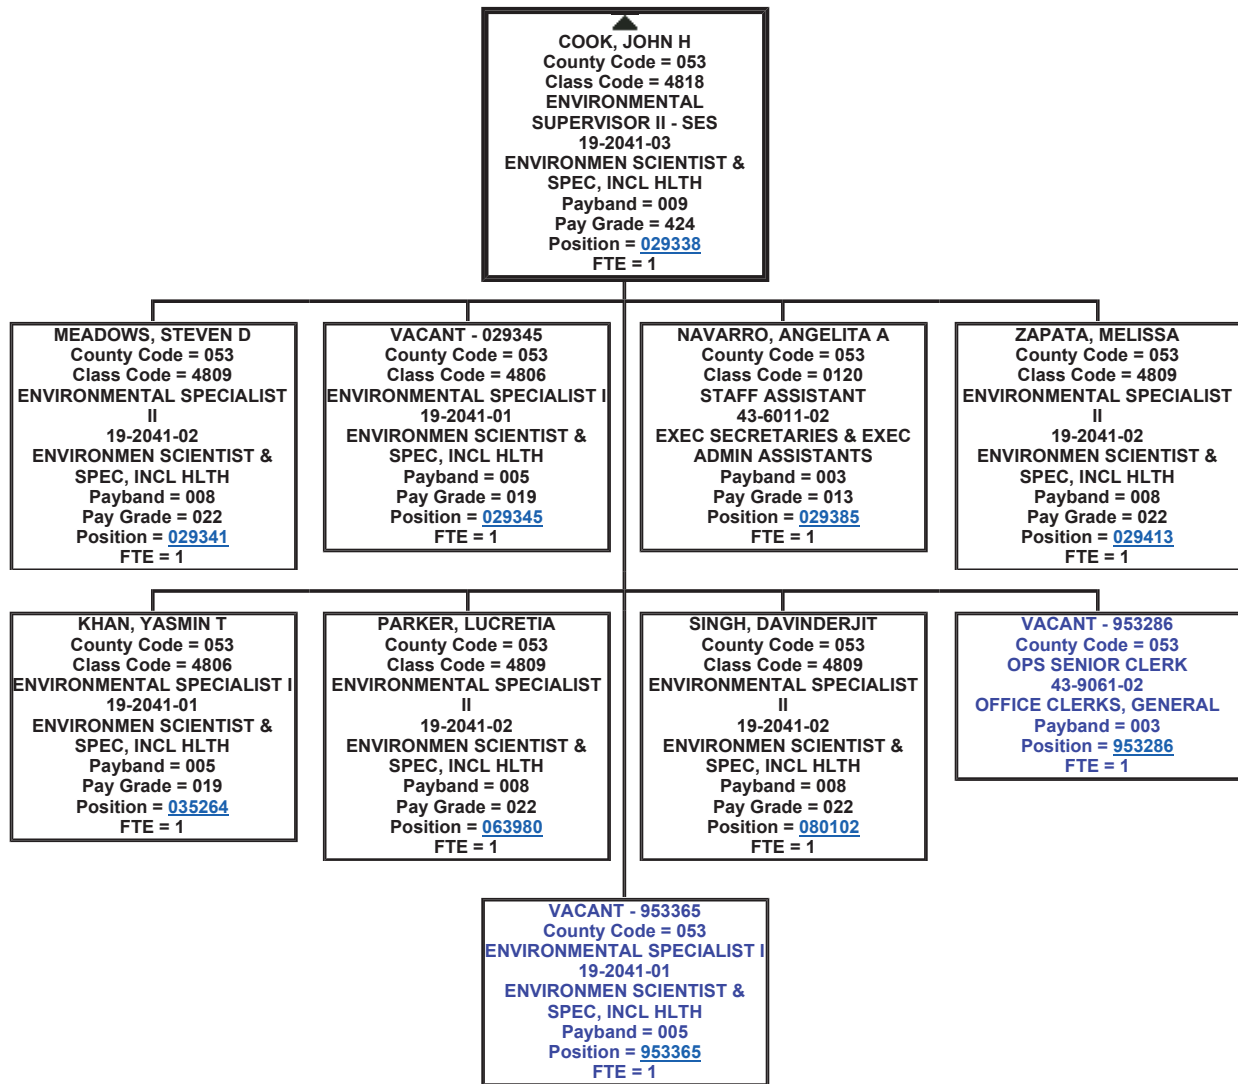 COOK, JOHN H
County Code = 053
Class Code = 4818
ENVIRONMENTAL
SUPERVISOR II - SES
19-2041-03
ENVIRONMEN SCIENTIST &
SPEC, INCL HLTH
Payband = 009
Pay Grade = 424
Position = 029338
FTE = 1
MEADOWS, STEVEN D
County Code = 053
Class Code = 4809
ENVIRONMENTAL SPECIALIST
II
19-2041-02
ENVIRONMEN SCIENTIST &
SPEC, INCL HLTH
Payband = 008
Pay Grade = 022
Position = 029341
FTE = 1
VACANT - 029345
County Code = 053
Class Code = 4806
ENVIRONMENTAL SPECIALIST I
19-2041-01
ENVIRONMEN SCIENTIST &
SPEC, INCL HLTH
Payband = 005
Pay Grade = 019
Position = 029345
FTE = 1
NAVARRO, ANGELITA A
County Code = 053
Class Code = 0120
STAFF ASSISTANT
43-6011-02
EXEC SECRETARIES & EXEC
ADMIN ASSISTANTS
Payband = 003
Pay Grade = 013
Position = 029385
FTE = 1
ZAPATA, MELISSA
County Code = 053
Class Code = 4809
ENVIRONMENTAL SPECIALIST
II
19-2041-02
ENVIRONMEN SCIENTIST &
SPEC, INCL HLTH
Payband = 008
Pay Grade = 022
Position = 029413
FTE = 1
KHAN, YASMIN T
County Code = 053
Class Code = 4806
ENVIRONMENTAL SPECIALIST I
19-2041-01
ENVIRONMEN SCIENTIST &
SPEC, INCL HLTH
Payband = 005
Pay Grade = 019
Position = 035264
FTE = 1
PARKER, LUCRETIA
County Code = 053
Class Code = 4809
ENVIRONMENTAL SPECIALIST
II
19-2041-02
ENVIRONMEN SCIENTIST &
SPEC, INCL HLTH
Payband = 008
Pay Grade = 022
Position = 063980
FTE = 1
SINGH, DAVINDERJIT
County Code = 053
Class Code = 4809
ENVIRONMENTAL SPECIALIST
II
19-2041-02
ENVIRONMEN SCIENTIST &
SPEC, INCL HLTH
Payband = 008
Pay Grade = 022
Position = 080102
FTE = 1
VACANT - 953286
County Code = 053
OPS SENIOR CLERK
43-9061-02
OFFICE CLERKS, GENERAL
Payband = 003
Position = 953286
FTE = 1
VACANT - 953365
County Code = 053
ENVIRONMENTAL SPECIALIST I
19-2041-01
ENVIRONMEN SCIENTIST &
SPEC, INCL HLTH
Payband = 005
Position = 953365
FTE = 1